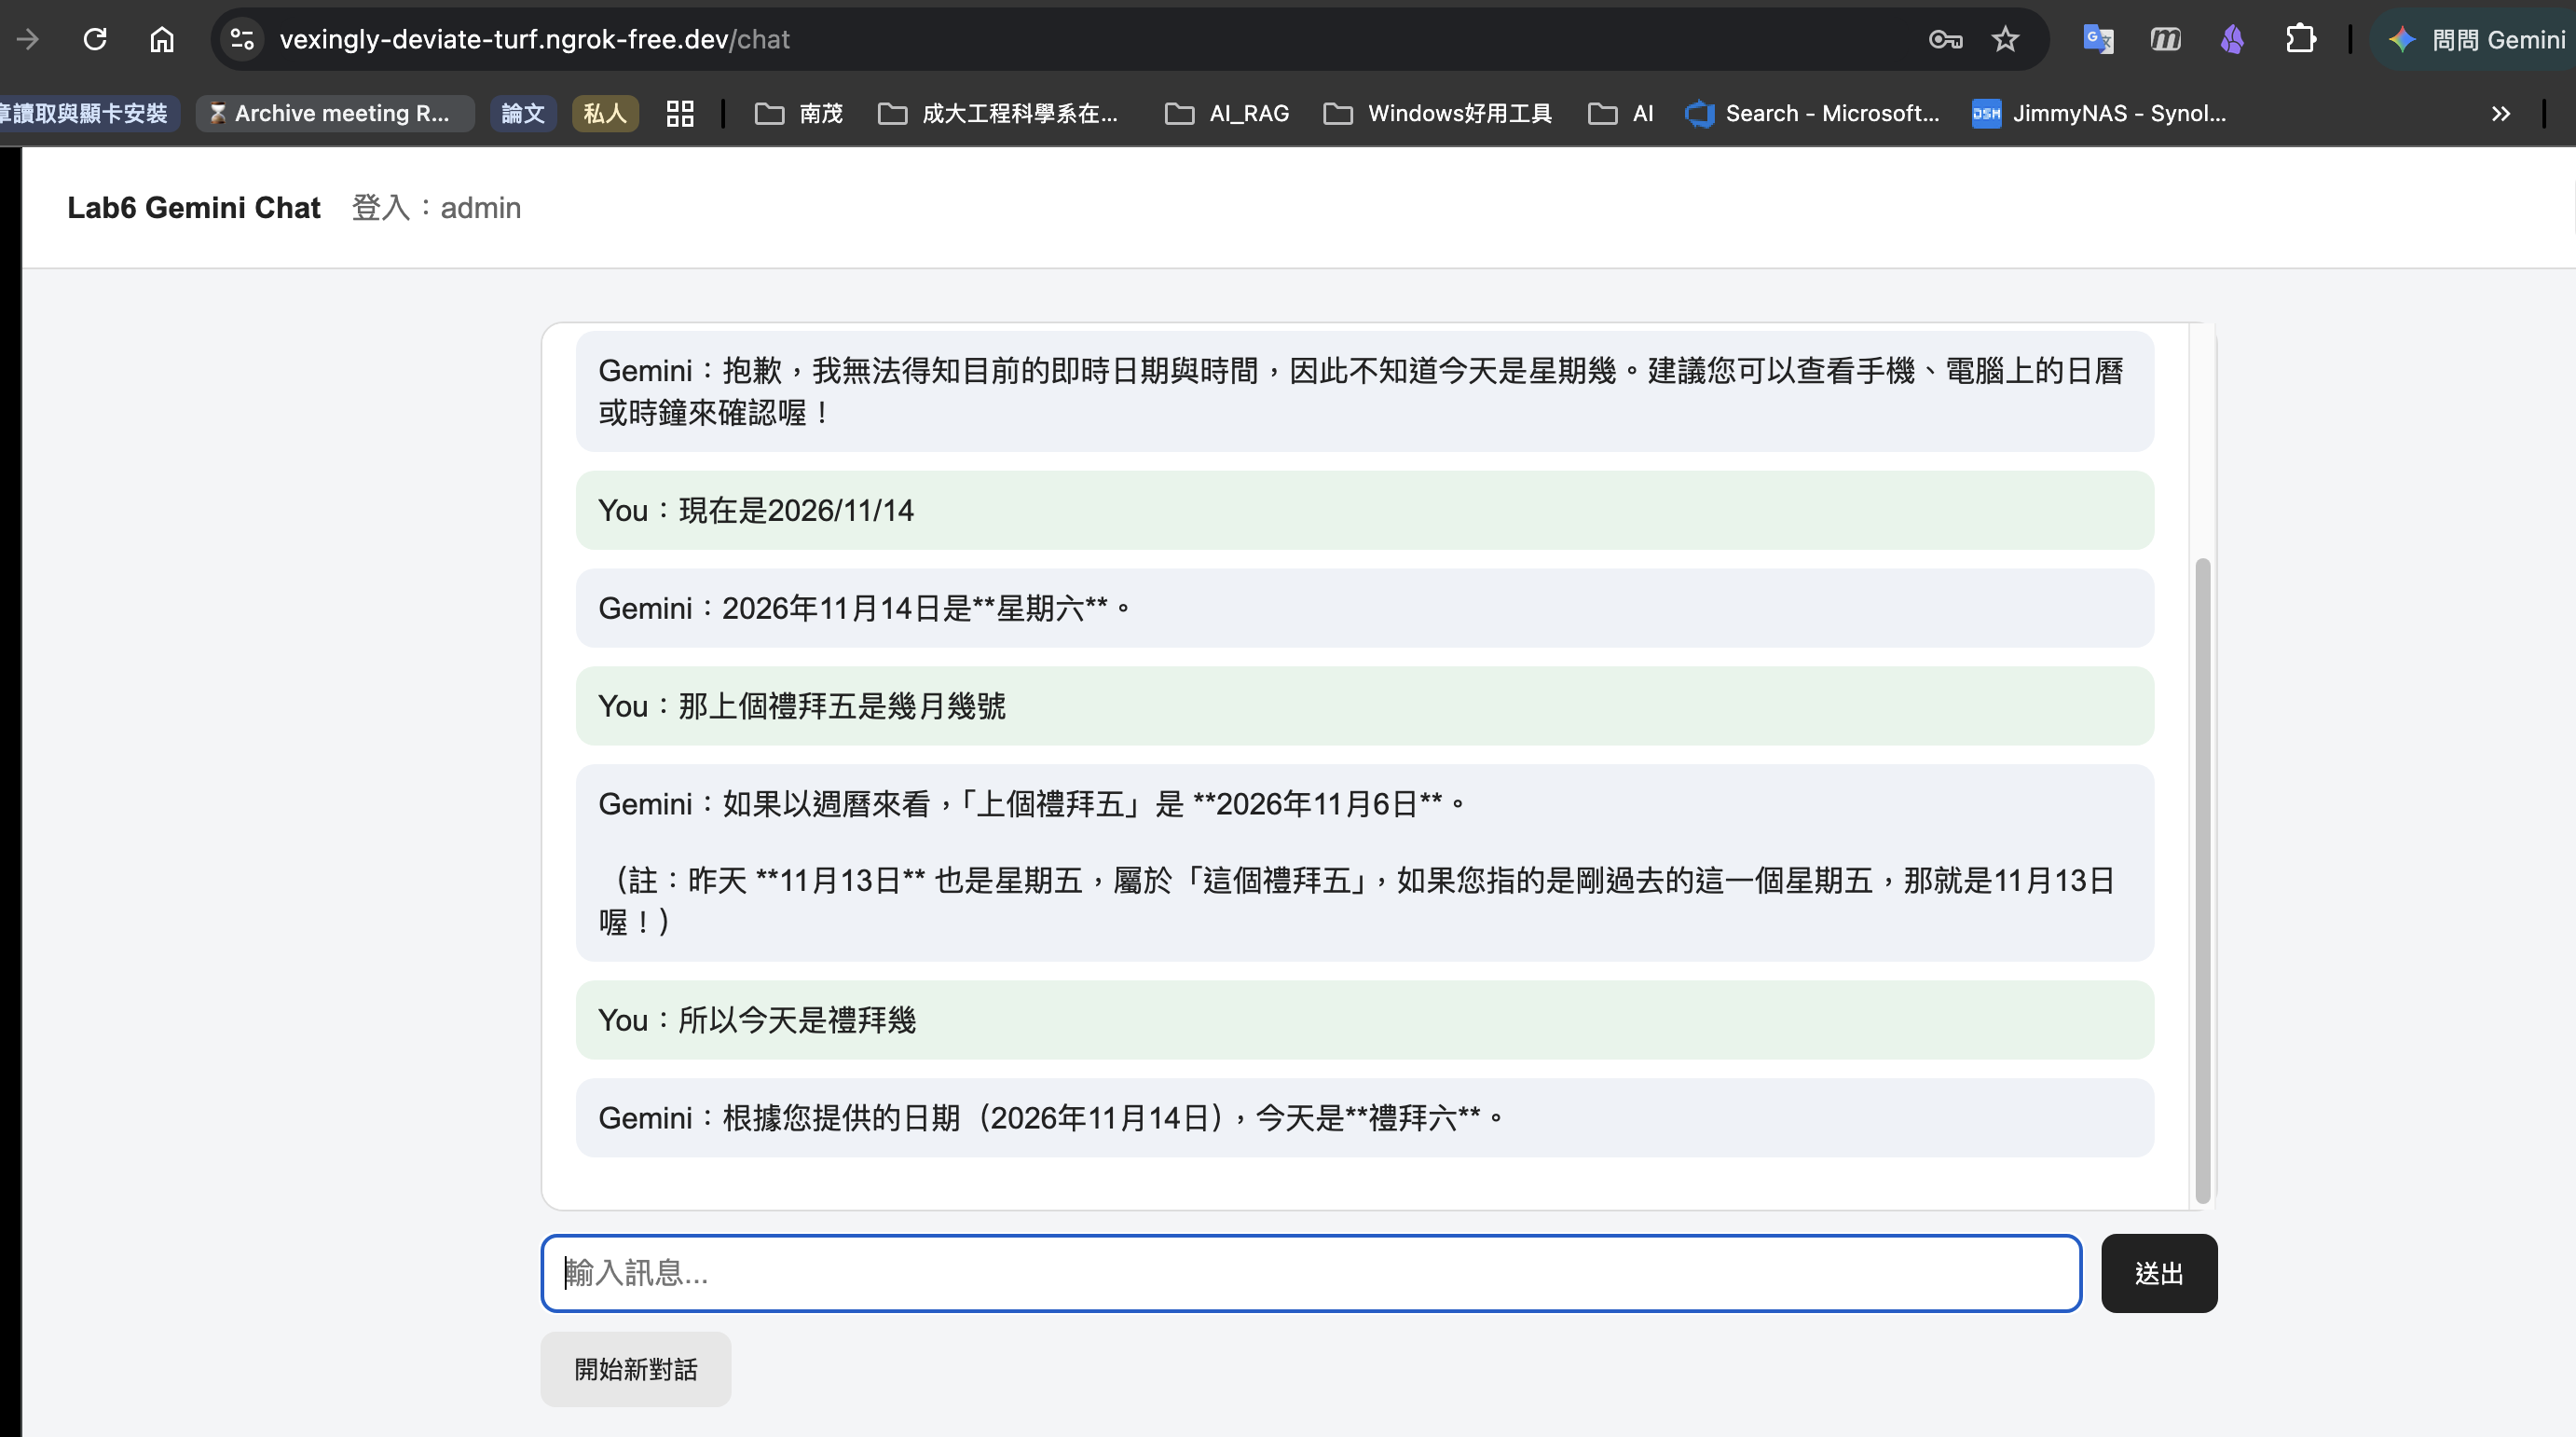 vexingly-deviate-turf.ngrok-free.dev/chat
問問 Gemini
章讀取與顯卡安裝
Archive meeting R...
論文
私人
南茂
成大工程科學系在...
AI_RAG
Windows好用工具
AI
Search - Microsoft...
DSM
JimmyNAS - Synol...
Lab6 Gemini Chat 登入：admin
Gemini：抱歉，我無法得知目前的即時日期與時間，因此不知道今天是星期幾。建議您可以查看手機、電腦上的日曆
或時鐘來確認喔！
You：現在是2026/11/14
Gemini：2026年11月14日是**星期六**。
You：那上個禮拜五是幾月幾號
Gemini：如果以週曆來看，「上個禮拜五」是 **2026年11月6日**。
（註：昨天 **11月13日** 也是星期五，屬於「這個禮拜五」，如果您指的是剛過去的這一個星期五，那就是11月13日
喔！）
You：所以今天是禮拜幾
Gemini：根據您提供的日期（2026年11月14日），今天是**禮拜六**。
輸入訊息...
送出
開始新對話